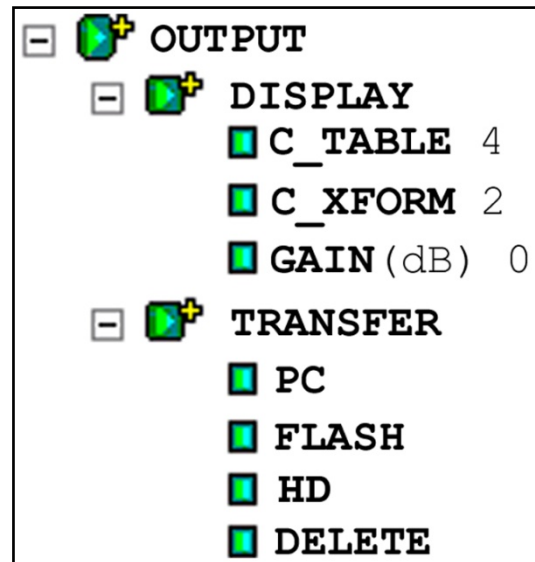 OUTPUT
DISPLAY
C_TABLE 4
C_XFORM 2
GAIN(dB) 0
TRANSFER
PC
FLASH
HD
DELETE